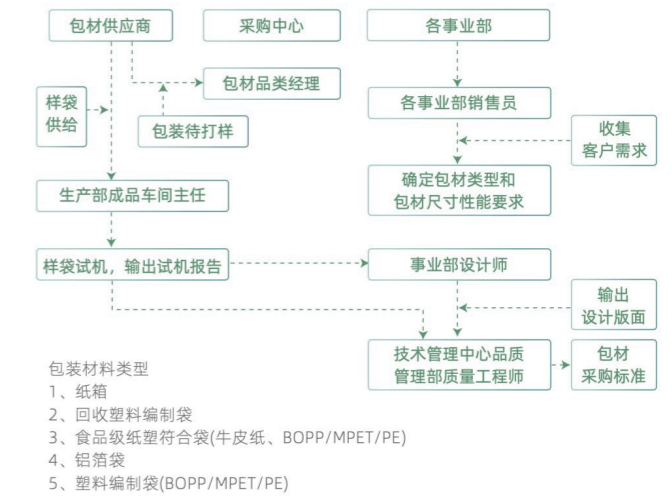 包材供应商
采购中心
各事业部
包材品类经理
样袋
供给
包装待打样
各事业部销售员
收集
客户需求
生产部成品车间主任
确定包材类型和
包材尺寸性能要求
样袋试机，输出试机报告
事业部设计师
输出
设计版面
技术管理中心品质
管理部质量工程师
包材
采购标准
包装材料类型
1、纸箱
2、回收塑料编制袋
3、食品级纸塑符合袋(牛皮纸、BOPP/MPET/PE)
4、铝箔袋
5、塑料编制袋(BOPP/MPET/PE)